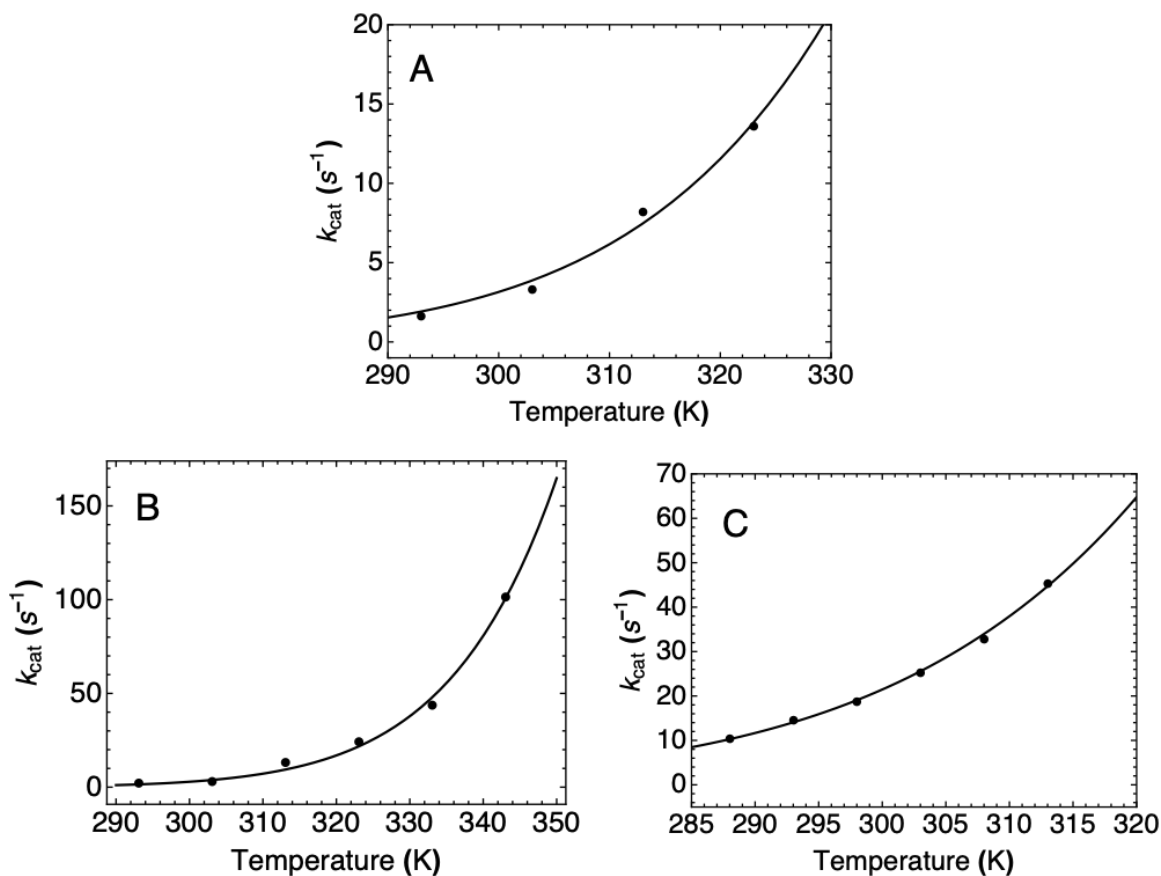 A
20
15
10
5
0
k_cat (s⁻¹)
290 300 310 320 330
Temperature (K)
B
150
100
50
0
k_cat (s⁻¹)
290 300 310 320 330 340 350
Temperature (K)
C
70
60
50
40
30
20
10
0
k_cat (s⁻¹)
285 290 295 300 305 310 315 320
Temperature (K)